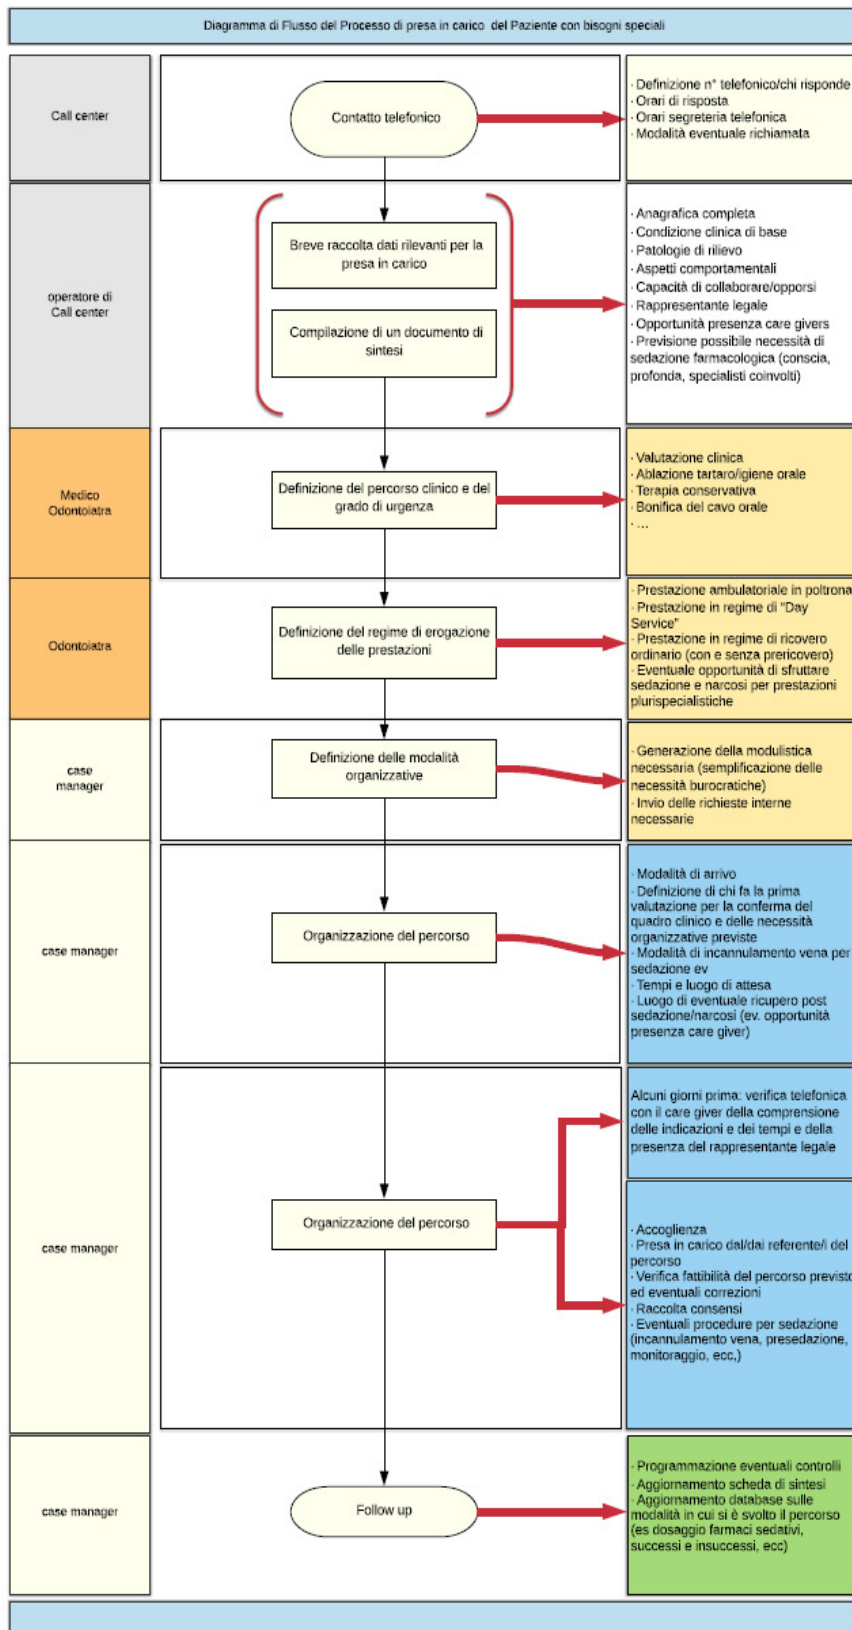 Diagramma di Flusso del Processo di presa in carico del Paziente con bisogni speciali
Call center
Contatto telefonico
· Definizione n° telefonico/chi risponde
· Orari di risposta
· Orari segreteria telefonica
· Modalità eventuale richiamata
operatore di
Call center
Breve raccolta dati rilevanti per la
presa in carico
Compilazione di un documento di
sintesi
· Anagrafica completa
· Condizione clinica di base
· Patologie di rilievo
· Aspetti comportamentali
· Capacità di collaborare/opporsi
· Rappresentante legale
· Opportunità presenza care givers
· Previsione possibile necessità di
sedazione farmacologica (conscia,
profonda, specialisti coinvolti)
Medico
Odontoiatra
Definizione del percorso clinico e del
grado di urgenza
· Valutazione clinica
· Ablazione tartaro/igiene orale
· Terapia conservativa
· Bonifica del cavo orale
· ...
Odontoiatra
Definizione del regime di erogazione
delle prestazioni
· Prestazione ambulatoriale in poltrona
· Prestazione in regime di "Day
Service"
· Prestazione in regime di ricovero
ordinario (con e senza prericovero)
· Eventuale opportunità di sfruttare
sedazione e narcosi per prestazioni
plurispecialistiche
case
manager
Definizione delle modalità
organizzative
· Generazione della modulistica
necessaria (semplificazione delle
necessità burocratiche)
· Invio delle richieste interne
necessarie
case manager
Organizzazione del percorso
· Modalità di arrivo
· Definizione di chi fa la prima
valutazione per la conferma del
quadro clinico e delle necessità
organizzative previste
· Modalità di incannulamento vena per
sedazione ev
· Tempi e luogo di attesa
· Luogo di eventuale ricupero post
sedazione/narcosi (ev. opportunità
presenza care giver)
case manager
Organizzazione del percorso
Alcuni giorni prima: verifica telefonica
con il care giver della comprensione
delle indicazioni e dei tempi e della
presenza del rappresentante legale
· Accoglienza
· Presa in carico dal/dai referente/i del
percorso
· Verifica fattibilità del percorso previsto
ed eventuali correzioni
· Raccolta consensi
· Eventuali procedure per sedazione
(incannulamento vena, presedazione,
monitoraggio, ecc,)
case manager
Follow up
· Programmazione eventuali controlli
· Aggiornamento scheda di sintesi
· Aggiornamento database sulle
modalità in cui si è svolto il percorso
(es dosaggio farmaci sedativi,
successi e insuccessi, ecc)